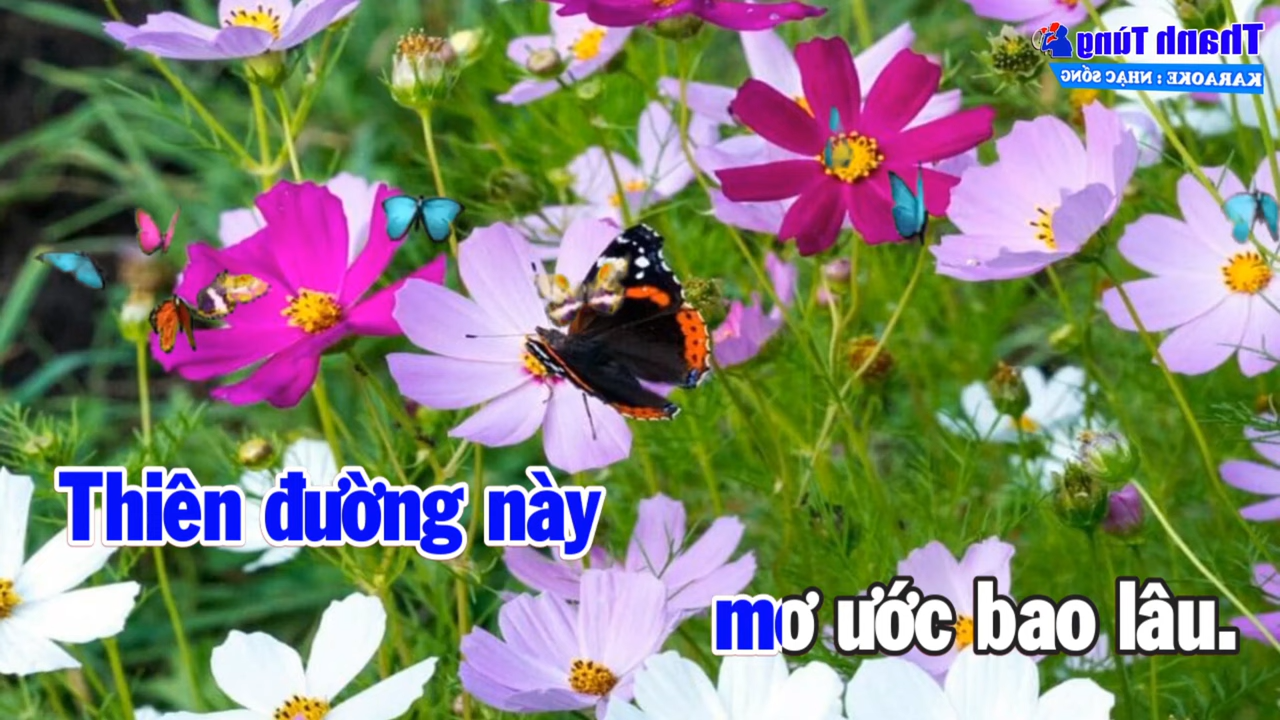 Thanh Tùng
KARAOKE : NHẠC SỐNG
Thiên đường này
mơ ước bao lâu.